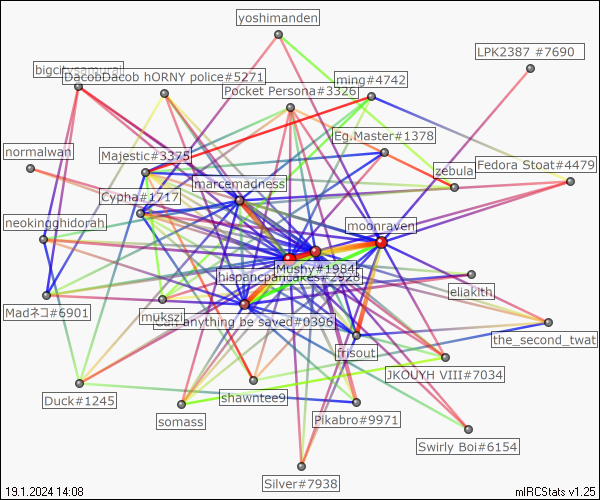 yoshimanden
LPK2387 #7690
bigcitysamurai
DacobDacob hORNY police#5271
ming#4742
Pocket Persona#3326
Eg.Master#1378
normalwan
Majestic#3375
zebula
Fedora Stoat#4479
marcemadness
Cypha#1717
neokingghidorah
moonraven
Mushy#1984
hispancpancakes#2928
eliakith
Madネコ#6901
mukszi
anything be saved#0396
the_second_twat
frisout
JKOUYH VIII#7034
Duck#1245
shawntee9
somass
Pikabro#9971
Swirly Boi#6154
Silver#7938
19.1.2024 14:08
mIRCStats v1.25